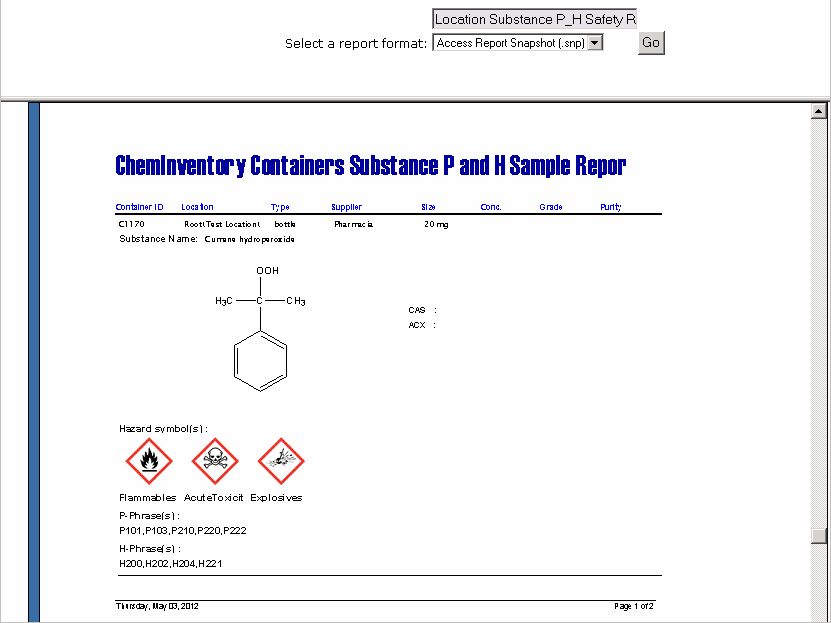 Location Substance P_H Safety R
Select a report format: Access Report Snapshot (.snp) Go
ChemInventory Containers Substance P and H Sample Repor
Container ID Location Type Supplier Size Conc. Grade Purity
C1170 Root\Test Location\ bottle Pharmacia 20 mg
Substance Name: Cumene hydroperoxide
OOH
H3C C CH3
CAS :
ACX :
Hazard symbol(s) :
Flammables AcuteToxicit Explosives
P-Phrase(s) :
P101,P103,P210,P220,P222
H-Phrase(s) :
H200,H202,H204,H221
Thursday, May 03, 2012 Page 1 of 2